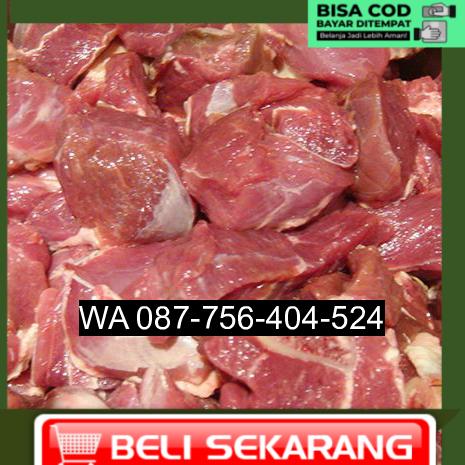 BISA COD
BAYAR DITEMPAT
Belanja Jadi Lebih Aman!
WA 087-756-404-524
BELI SEKARANG